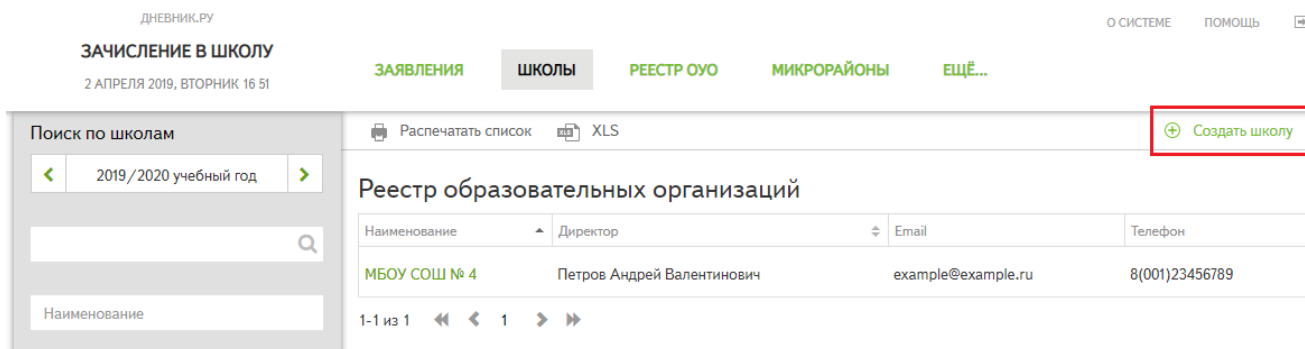 ДНЕВНИК.РУ
О СИСТЕМЕ ПОМОЩЬ
ЗАЧИСЛЕНИЕ В ШКОЛУ
2 АПРЕЛЯ 2019, ВТОРНИК 16 51
ЗАЯВЛЕНИЯ ШКОЛЫ РЕЕСТР ОУО МИКРОРАЙОНЫ ЕЩЁ...
Поиск по школам
2019/2020 учебный год
Наименование
Распечатать список XLS XLS
Создать школу
Реестр образовательных организаций
Наименование Директор Email Телефон
МБОУ СОШ № 4 Петров Андрей Валентинович example@example.ru 8(001)23456789
1-1 из 1 1